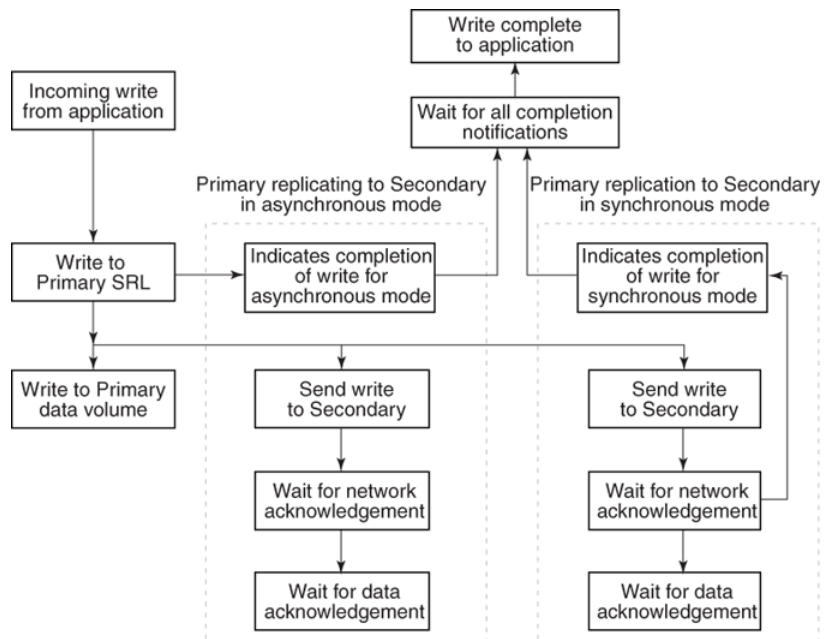 Write complete
to application
Incoming write
from application
Wait for all completion
notifications
Primary replicating to Secondary
in asynchronous mode
Primary replication to Secondary
in synchronous mode
Write to
Primary SRL
Indicates completion
of write for
asynchronous mode
Indicates completion
of write for
synchronous mode
Write to Primary
data volume
Send write
to Secondary
Send write
to Secondary
Wait for network
acknowledgement
Wait for network
acknowledgement
Wait for data
acknowledgement
Wait for data
acknowledgement